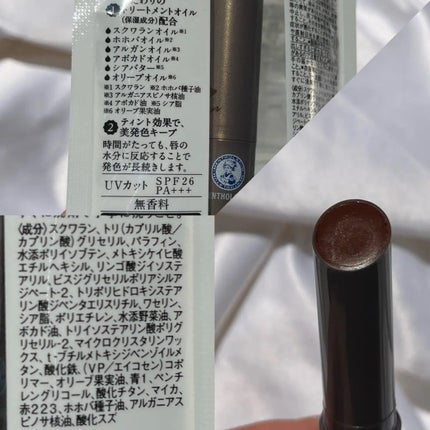 トリートメントオイル
(保湿成分)配合
スクワランオイル※1
ホホバオイル※2
アルガンオイル※3
アボカドオイル※4
シアバター※5
オリーブオイル※6
※1 スクワラン ※2 ホホバ種子油
※3 アルガニアスピノサ核油
※4 アボカド油 ※5 シア脂
※6 オリーブ果実油
2 ティント効果で、
美発色キープ
時間がたっても、唇の
水分に反応することで
発色が長続きします。
UVカット SPF26
PA+++
無香料
(成分)スクワラン、トリ(カプリル酸/
カプリン酸)グリセリル、パラフィン、
水添ポリイソブテン、メトキシケイヒ酸
エチルヘキシル、リンゴ酸ジイソステ
アリル、ビスジグリセリルポリアシルア
ジペート-2、トリポリヒドロキシステア
リン酸ジペンタエリスリチル、ワセリン、
シア脂、ポリエチレン、水添野菜油、ア
ボカド油、トリイソステアリン酸ポリグ
リセリル-2、マイクロクリスタリンワッ
クス、t-ブチルメトキシジベンゾイルメ
タン、酸化鉄、(VP/エイコセン)コポ
リマー、オリーブ果実油、青1、ペンチ
レングリコール、酸化チタン、マイカ、
赤223、ホホバ種子油、アルガニアス
ピノサ核油、酸化スズ